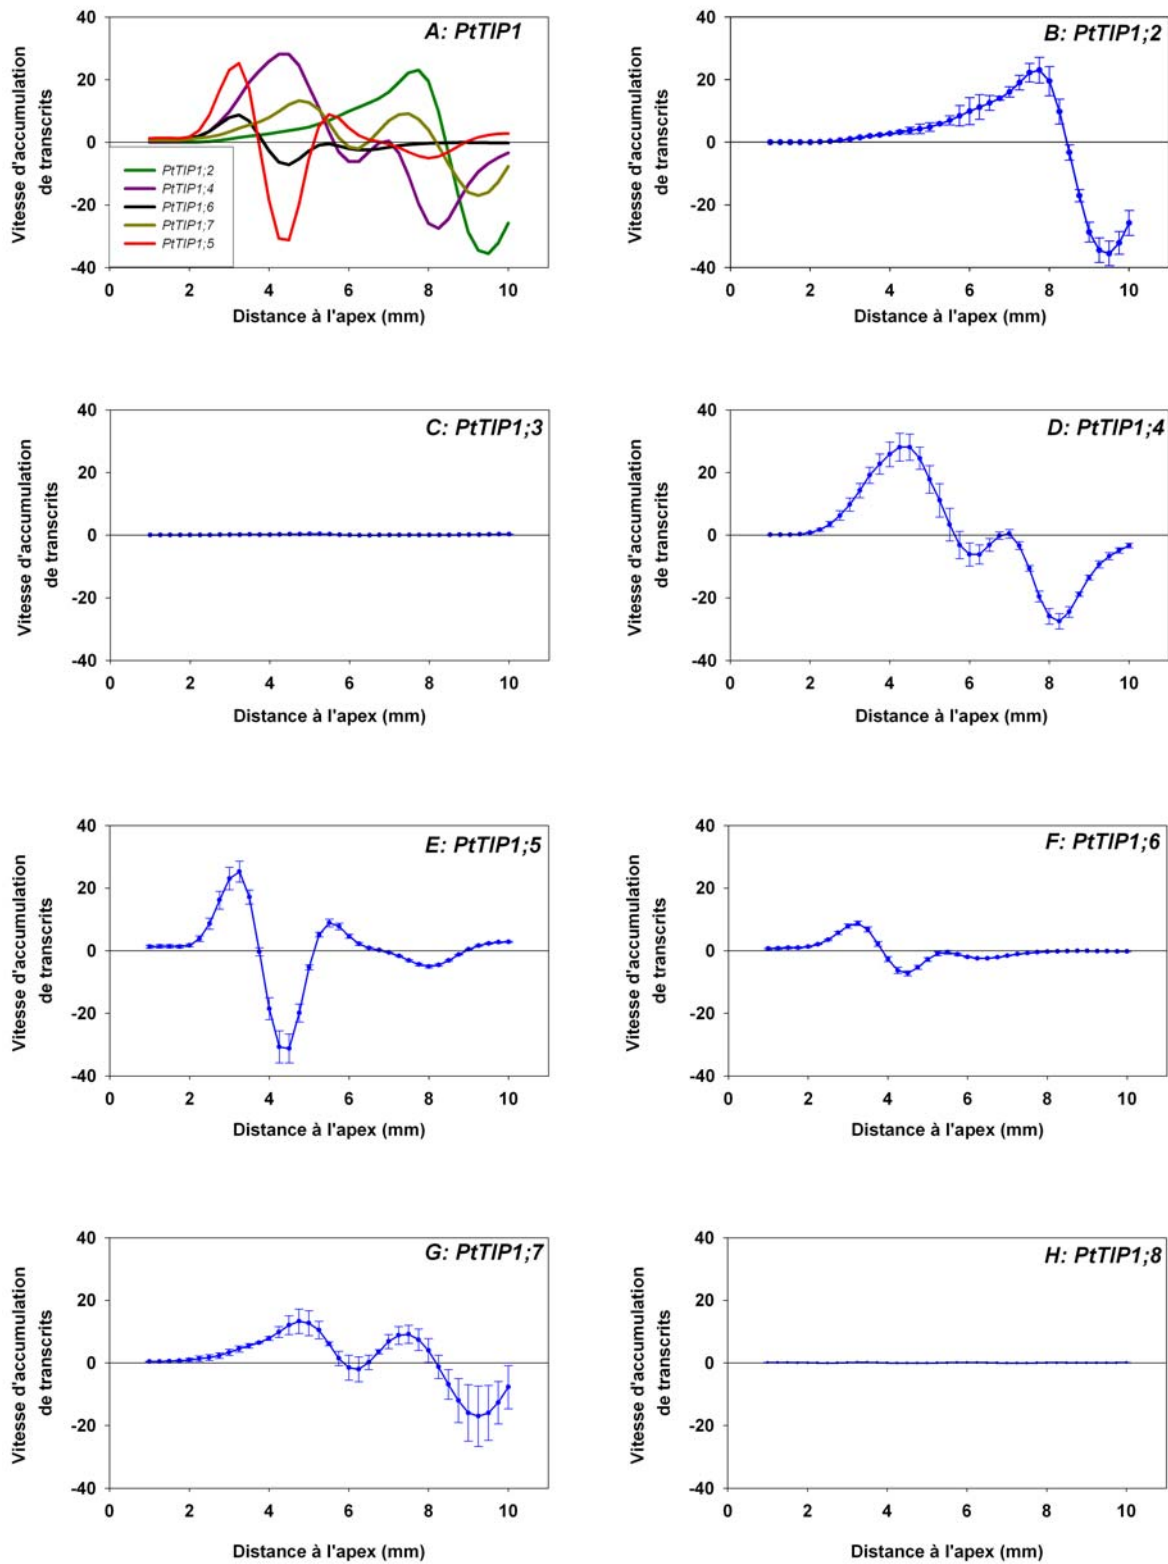 A: PtTIP1
Vitesse d'accumulation
de transcrits
40
20
0
-20
-40
PtTIP1;2
PtTIP1;4
PtTIP1;6
PtTIP1;7
PtTIP1;5
0 2 4 6 8 10
Distance à l'apex (mm)
B: PtTIP1;2
Vitesse d'accumulation
de transcrits
40
20
0
-20
-40
0 2 4 6 8 10
Distance à l'apex (mm)
C: PtTIP1;3
Vitesse d'accumulation
de transcrits
40
20
0
-20
-40
0 2 4 6 8 10
Distance à l'apex (mm)
D: PtTIP1;4
Vitesse d'accumulation
de transcrits
40
20
0
-20
-40
0 2 4 6 8 10
Distance à l'apex (mm)
E: PtTIP1;5
Vitesse d'accumulation
de transcrits
40
20
0
-20
-40
0 2 4 6 8 10
Distance à l'apex (mm)
F: PtTIP1;6
Vitesse d'accumulation
de transcrits
40
20
0
-20
-40
0 2 4 6 8 10
Distance à l'apex (mm)
G: PtTIP1;7
Vitesse d'accumulation
de transcrits
40
20
0
-20
-40
0 2 4 6 8 10
Distance à l'apex (mm)
H: PtTIP1;8
Vitesse d'accumulation
de transcrits
40
20
0
-20
-40
0 2 4 6 8 10
Distance à l'apex (mm)